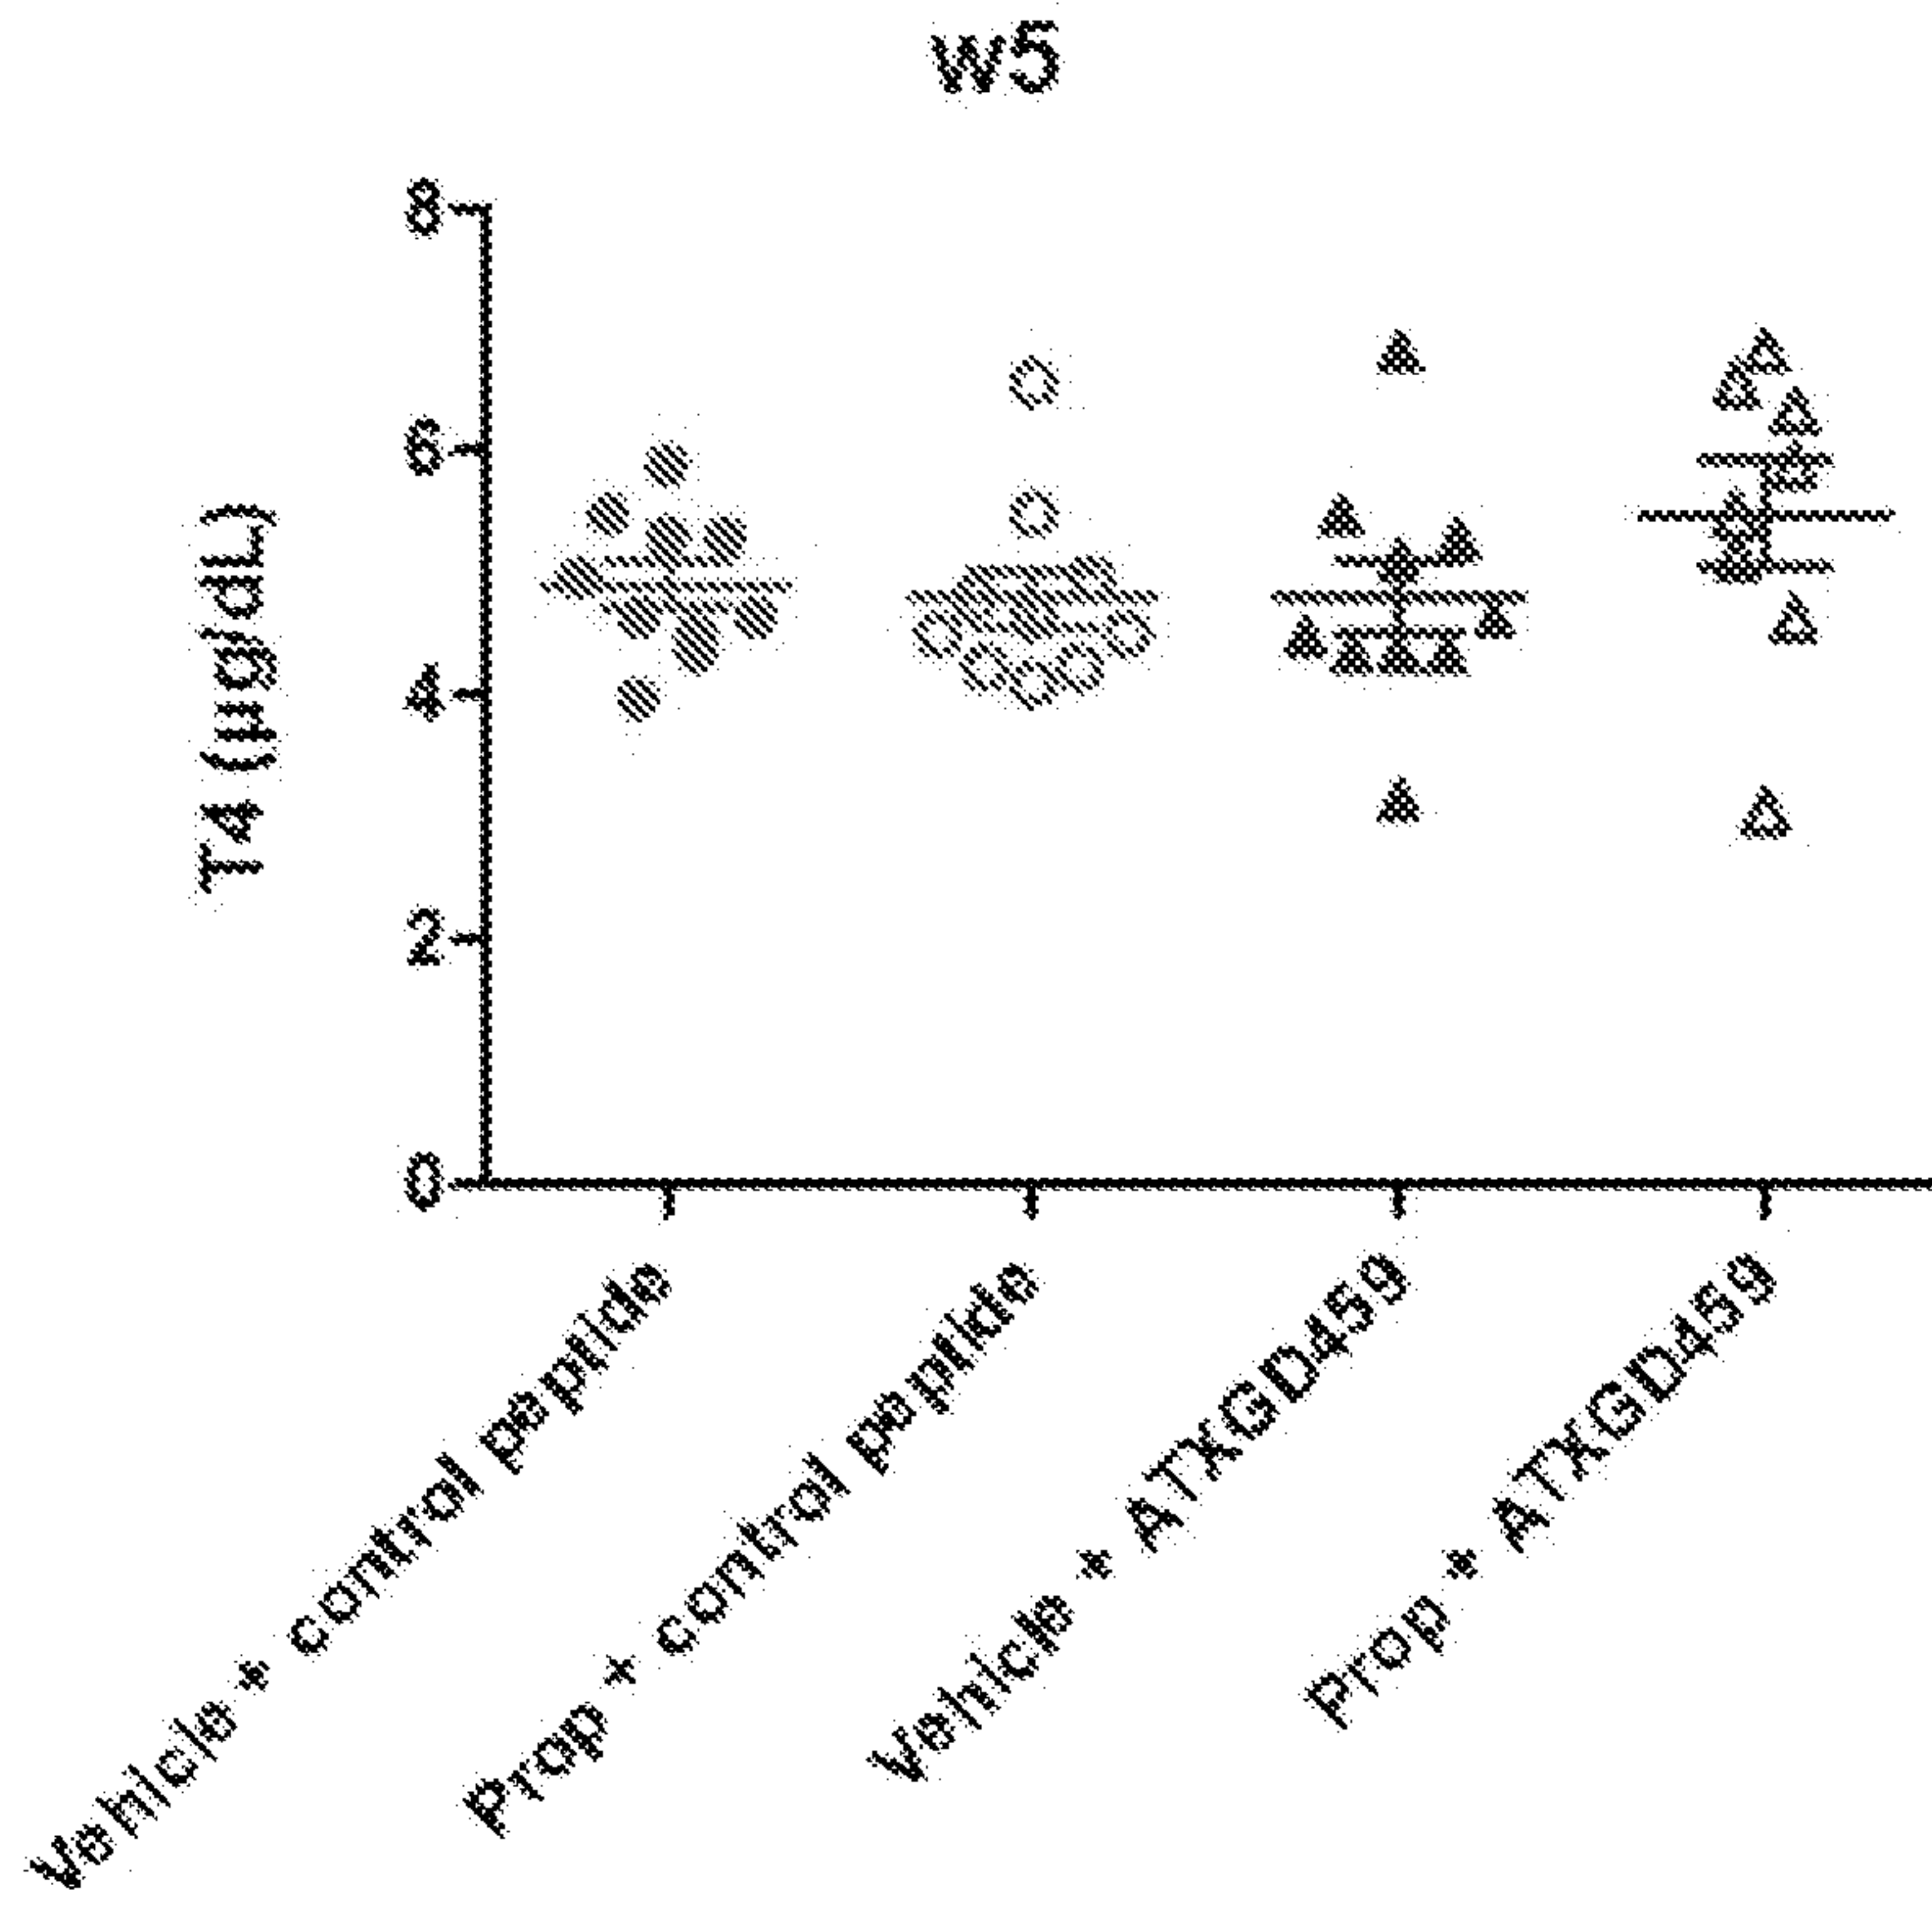 W5
T4 (µg/dL)
8
6
4
2
0
Vehicle + control peptide
Prop + control peptide
Vehicle + ATXGD459
Prop + ATXGD459